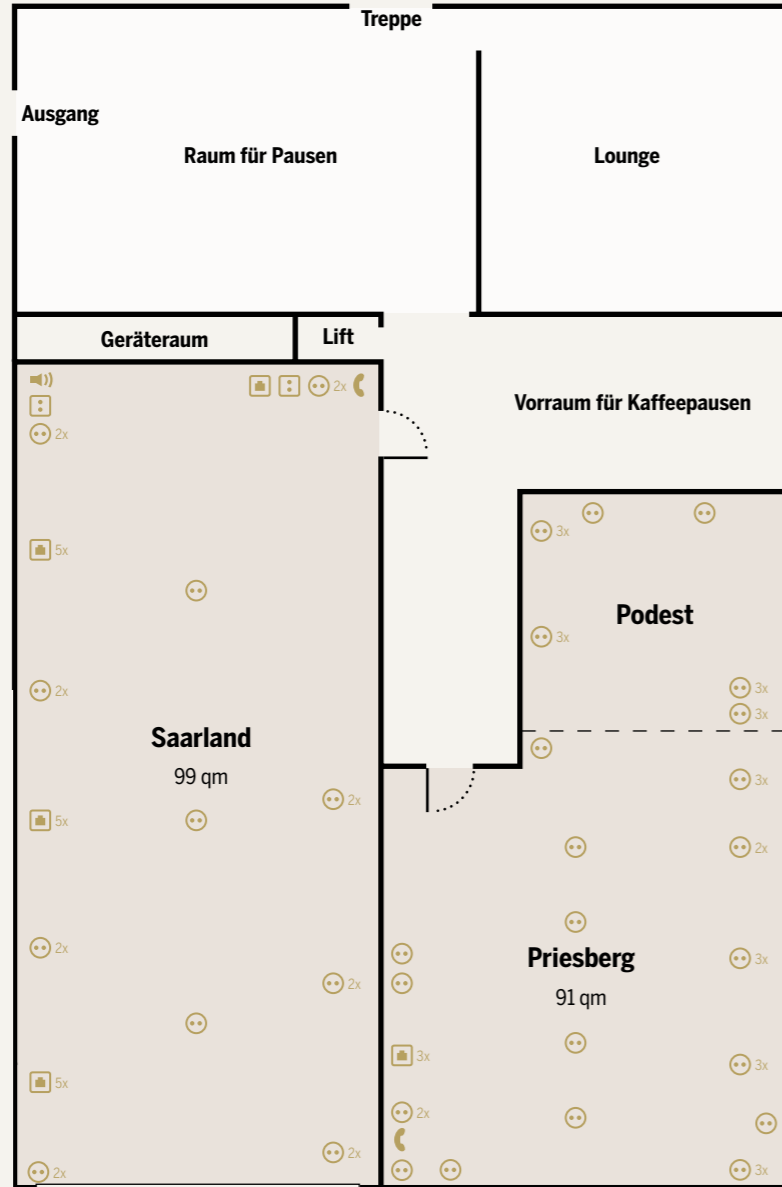 Treppe
Ausgang
Raum für Pausen
Lounge
Geräteraum
Lift
2x
Vorraum für Kaffeepausen
2x
5x
3x
Podest
3x
2x
3x
3x
Saarland
99 qm
3x
2x
5x
2x
2x
Priesberg
91 qm
3x
2x
3x
3x
5x
2x
2x
2x
3x